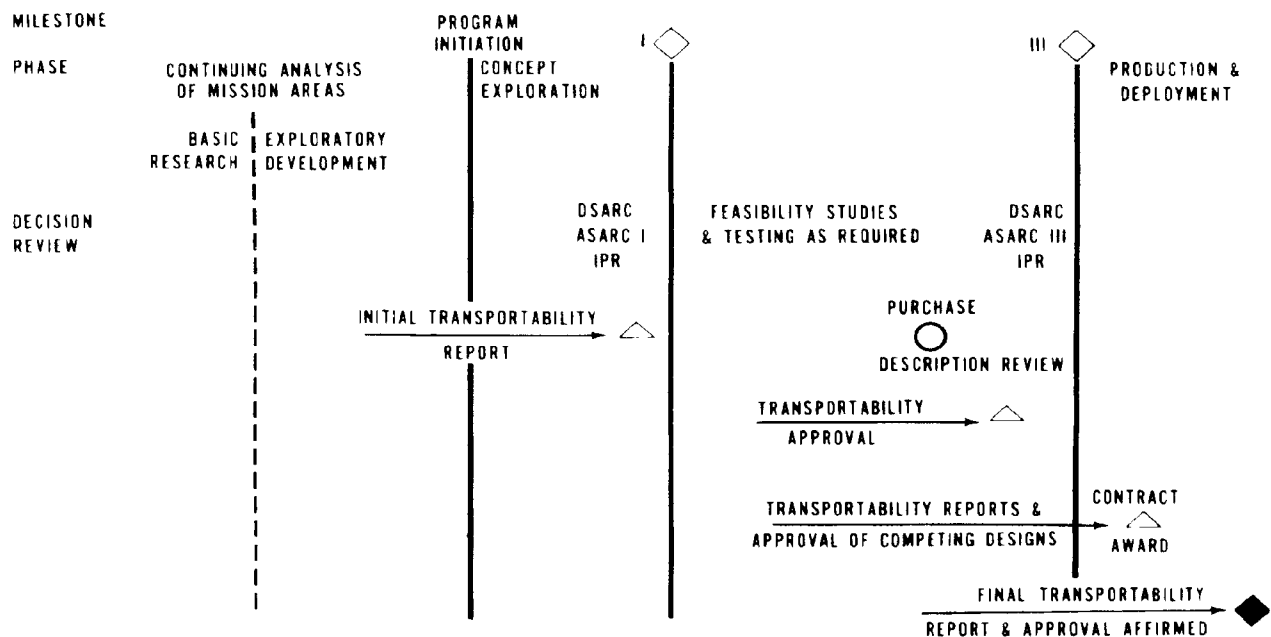 MILESTONE
PROGRAM
INITIATION
I
III
PHASE
CONTINUING ANALYSIS
OF MISSION AREAS
CONCEPT
EXPLORATION
PRODUCTION &
DEPLOYMENT
BASIC
RESEARCH
EXPLORATORY
DEVELOPMENT
DECISION
REVIEW
DSARC
ASARC I
IPR
FEASIBILITY STUDIES
& TESTING AS REQUIRED
DSARC
ASARC III
IPR
INITIAL TRANSPORTABILITY
REPORT
PURCHASE
DESCRIPTION REVIEW
TRANSPORTABILITY
APPROVAL
TRANSPORTABILITY REPORTS &
APPROVAL OF COMPETING DESIGNS
CONTRACT
AWARD
FINAL TRANSPORTABILITY
REPORT & APPROVAL AFFIRMED